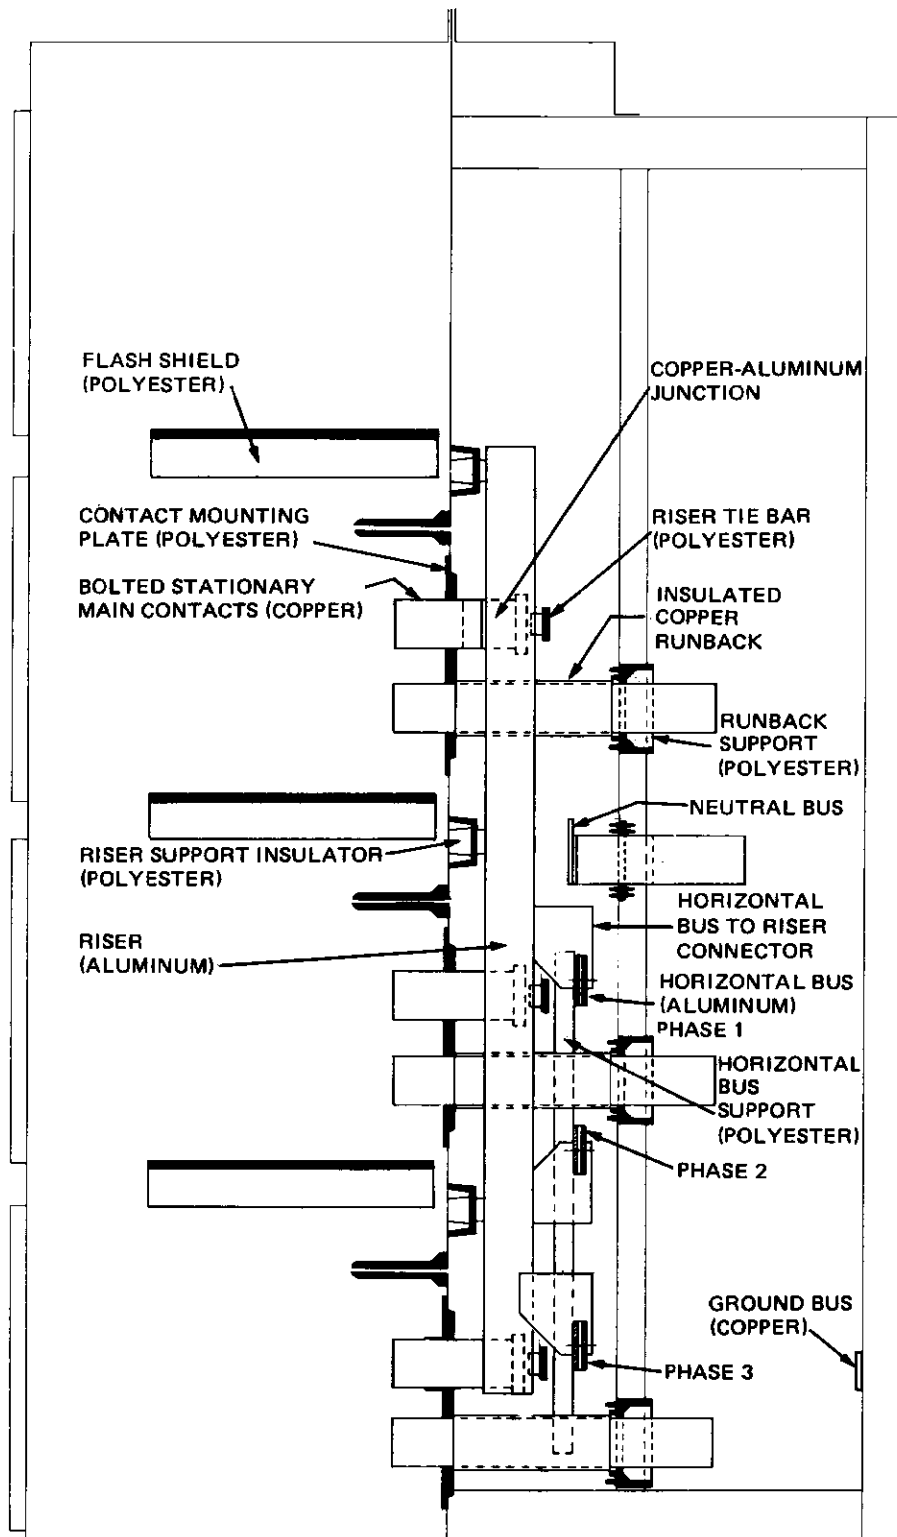 FLASH SHIELD
(POLYESTER)
COPPER-ALUMINUM
JUNCTION
CONTACT MOUNTING
PLATE (POLYESTER)
RISER TIE BAR
(POLYESTER)
BOLTED STATIONARY
MAIN CONTACTS (COPPER)
INSULATED
COPPER
RUNBACK
RUNBACK
SUPPORT
(POLYESTER)
NEUTRAL BUS
RISER SUPPORT INSULATOR
(POLYESTER)
HORIZONTAL
BUS TO RISER
CONNECTOR
RISER
(ALUMINUM)
HORIZONTAL BUS
(ALUMINUM)
PHASE 1
HORIZONTAL
BUS
SUPPORT
(POLYESTER)
PHASE 2
GROUND BUS
(COPPER)
PHASE 3